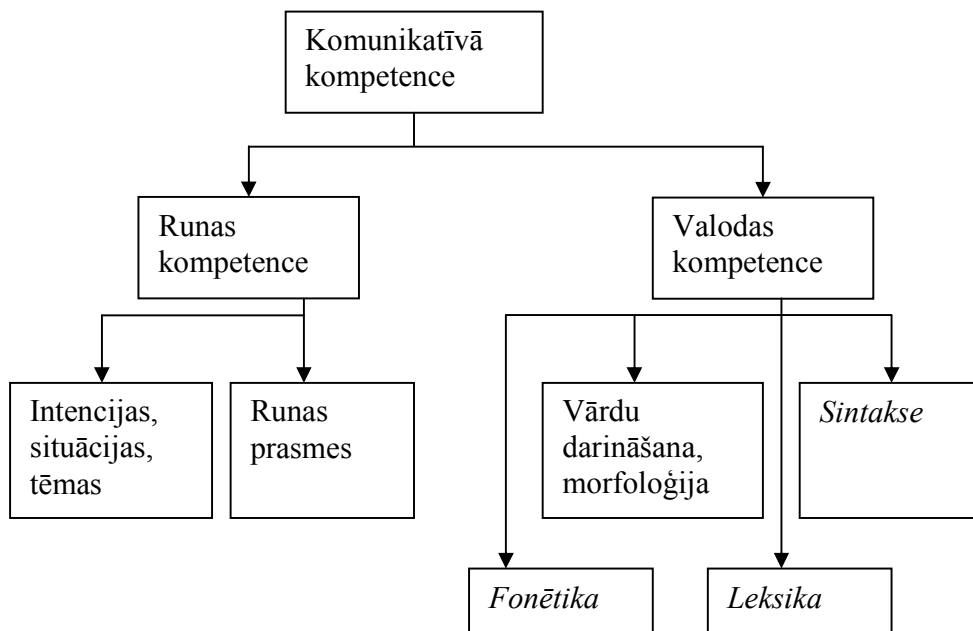 Komunikatīvā
kompetence
Runas
kompetence
Valodas
kompetence
Intencijas,
situācijas,
tēmas
Runas
prasmes
Vārdu
darināšana,
morfoloģija
Sintakse
Fonētika
Leksika